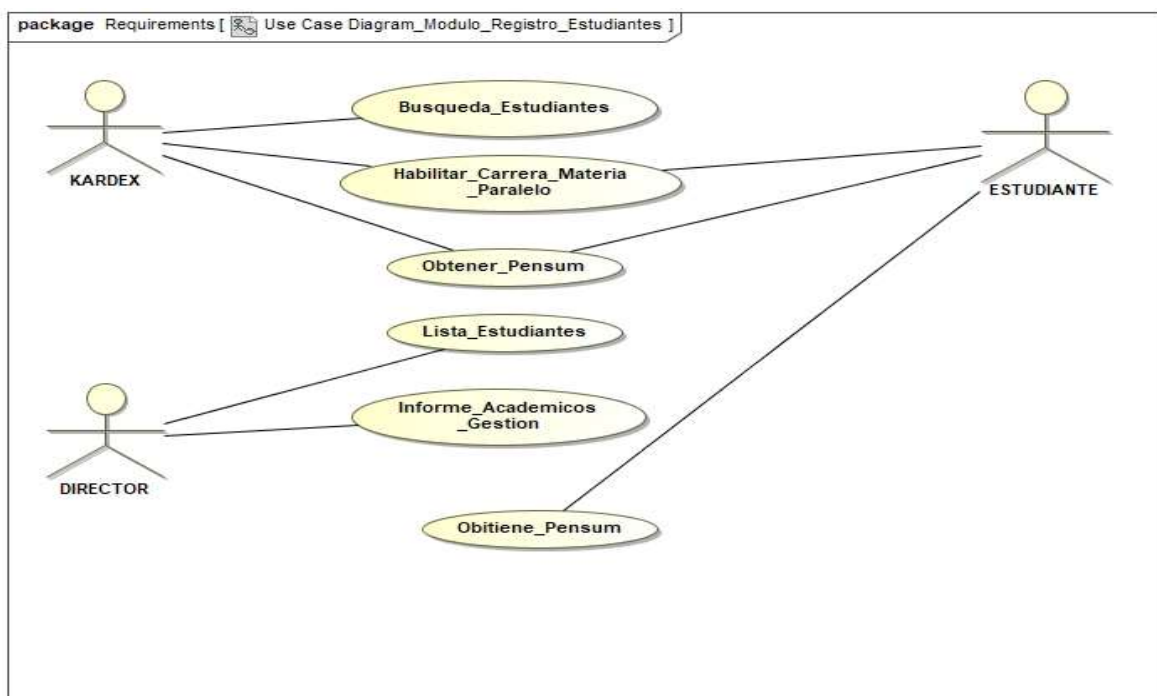 package Requirements [ Use Case Diagram_Modulo_Registro_Estudiantes ]
Busqueda_Estudiantes
KARDEX
Habilitar_Carrera_Materia
_Paralelo
ESTUDIANTE
Obtener_Pensum
Lista_Estudiantes
Informe_Academicos
_Gestion
DIRECTOR
Obitiene_Pensum